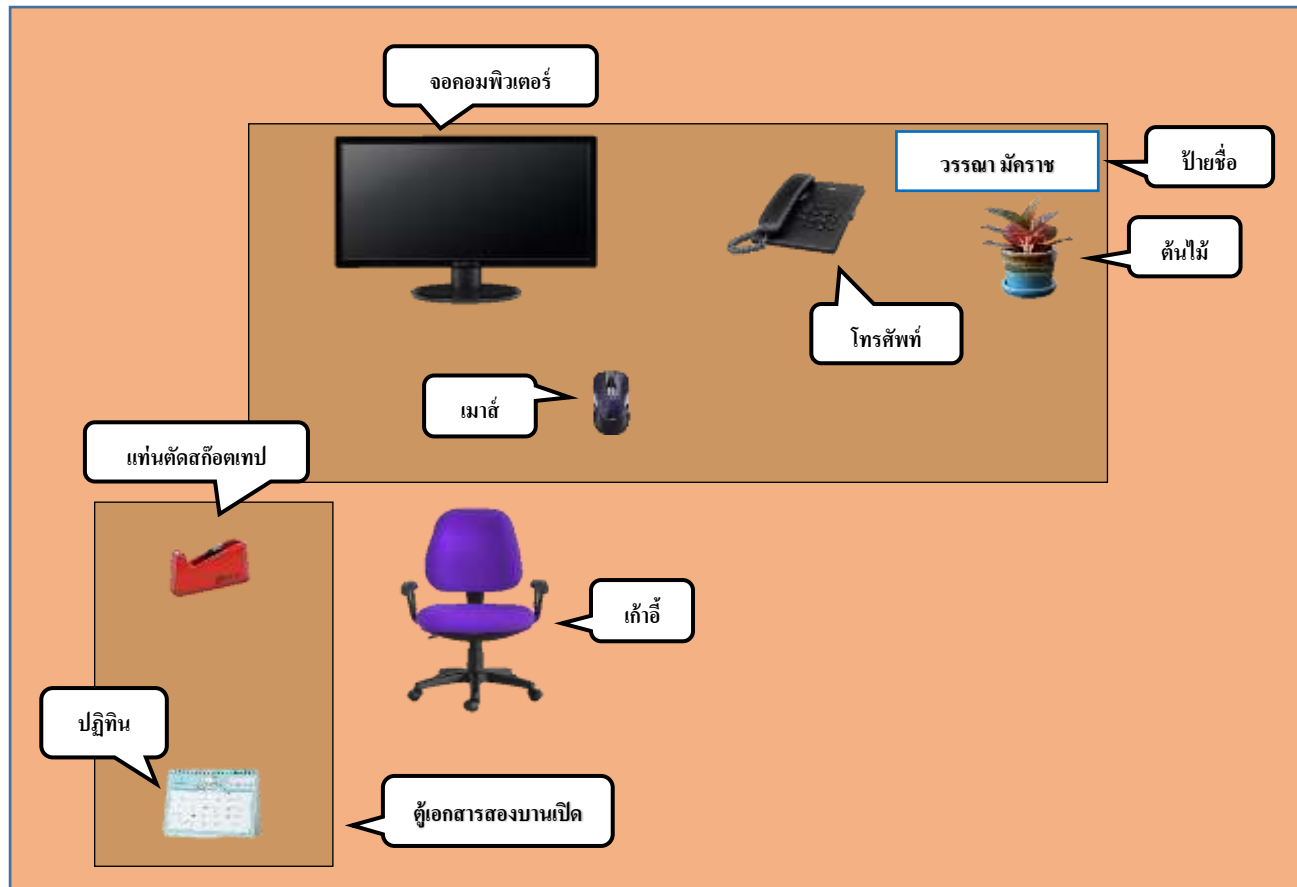 จอคอมพิวเตอร์
วรรณา มัคราช
ป้ายชื่อ
ต้นไม้
โทรศัพท์
เมาส์
แท่นตัดสก๊อตเทป
เก้าอี้
ปฏิทิน
ตู้เอกสารสองบานเปิด